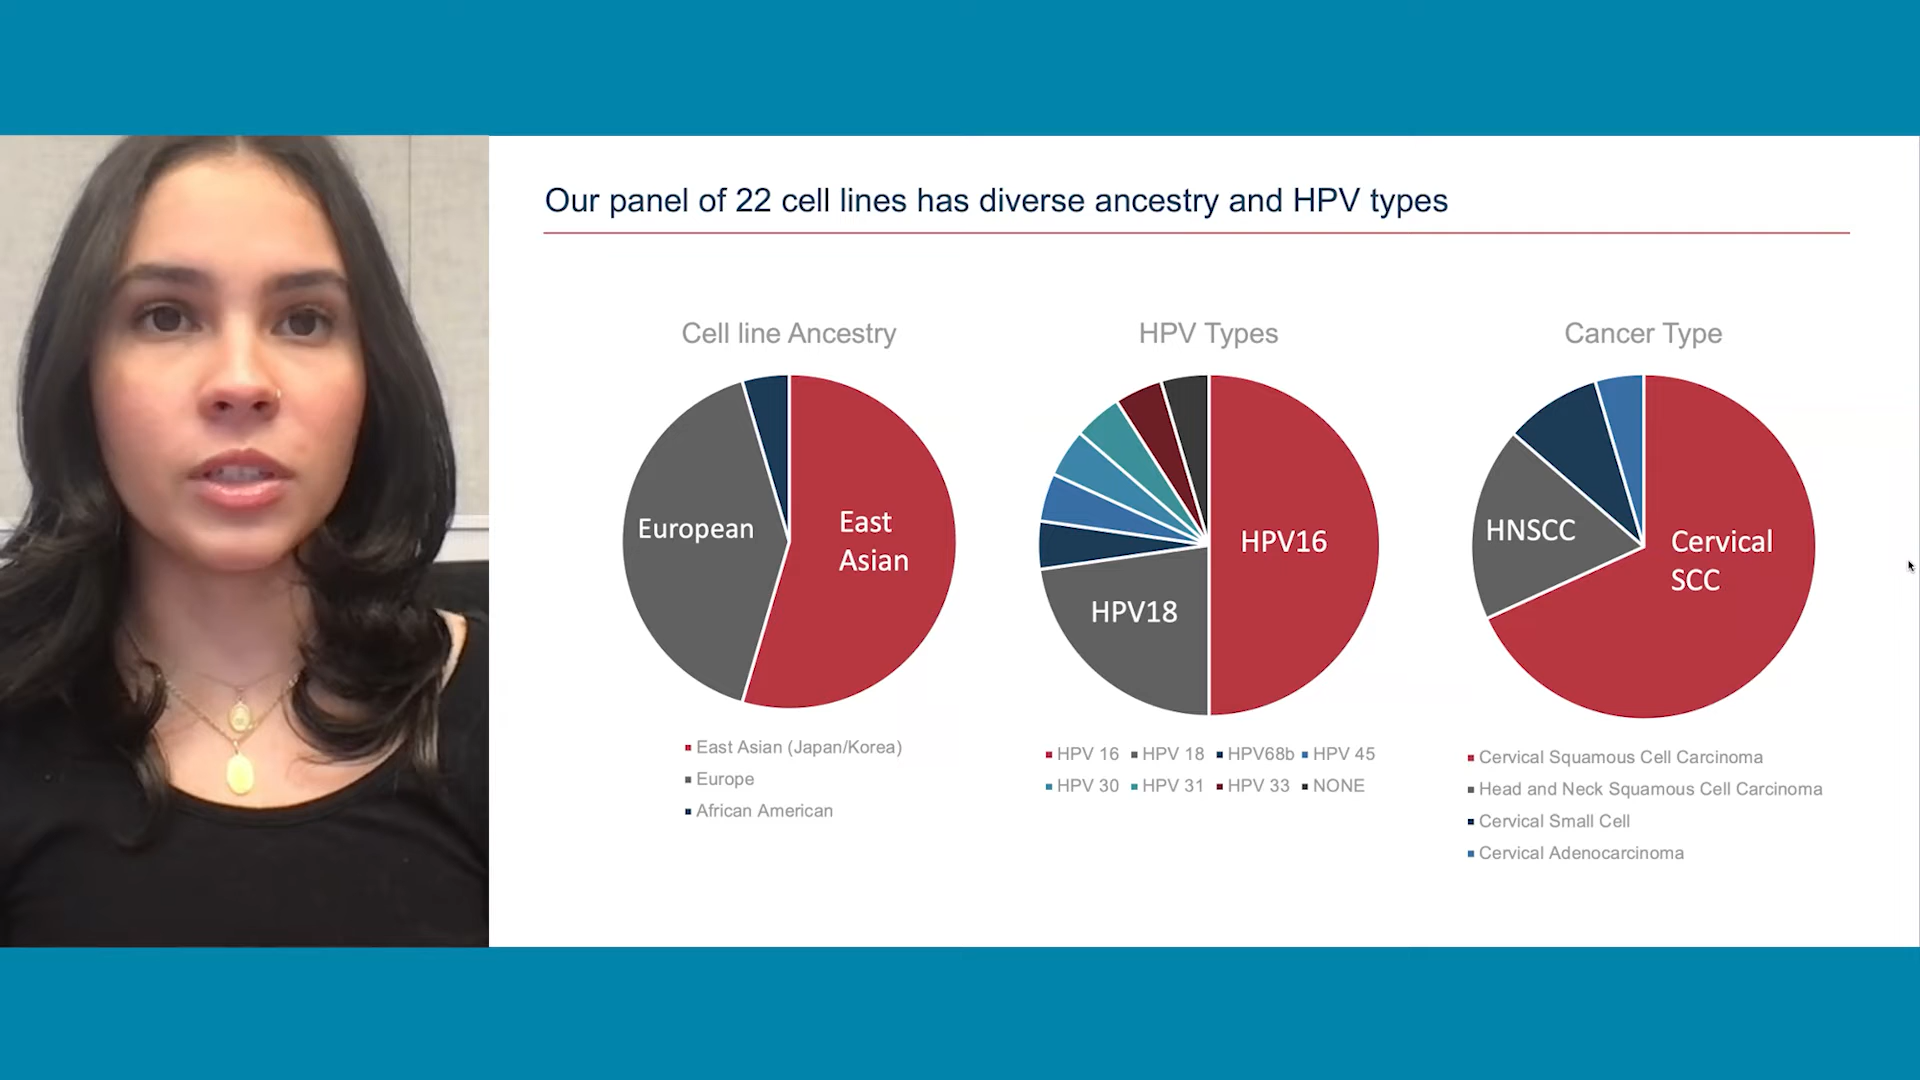 Our panel of 22 cell lines has diverse ancestry and HPV types
Cell line Ancestry
European
East
Asian
East Asian (Japan/Korea)
Europe
African American
HPV Types
HPV16
HPV18
HPV 16 HPV 18 HPV68b HPV 45
HPV 30 HPV 31 HPV 33 NONE
Cancer Type
HNSCC
Cervical
SCC
Cervical Squamous Cell Carcinoma
Head and Neck Squamous Cell Carcinoma
Cervical Small Cell
Cervical Adenocarcinoma